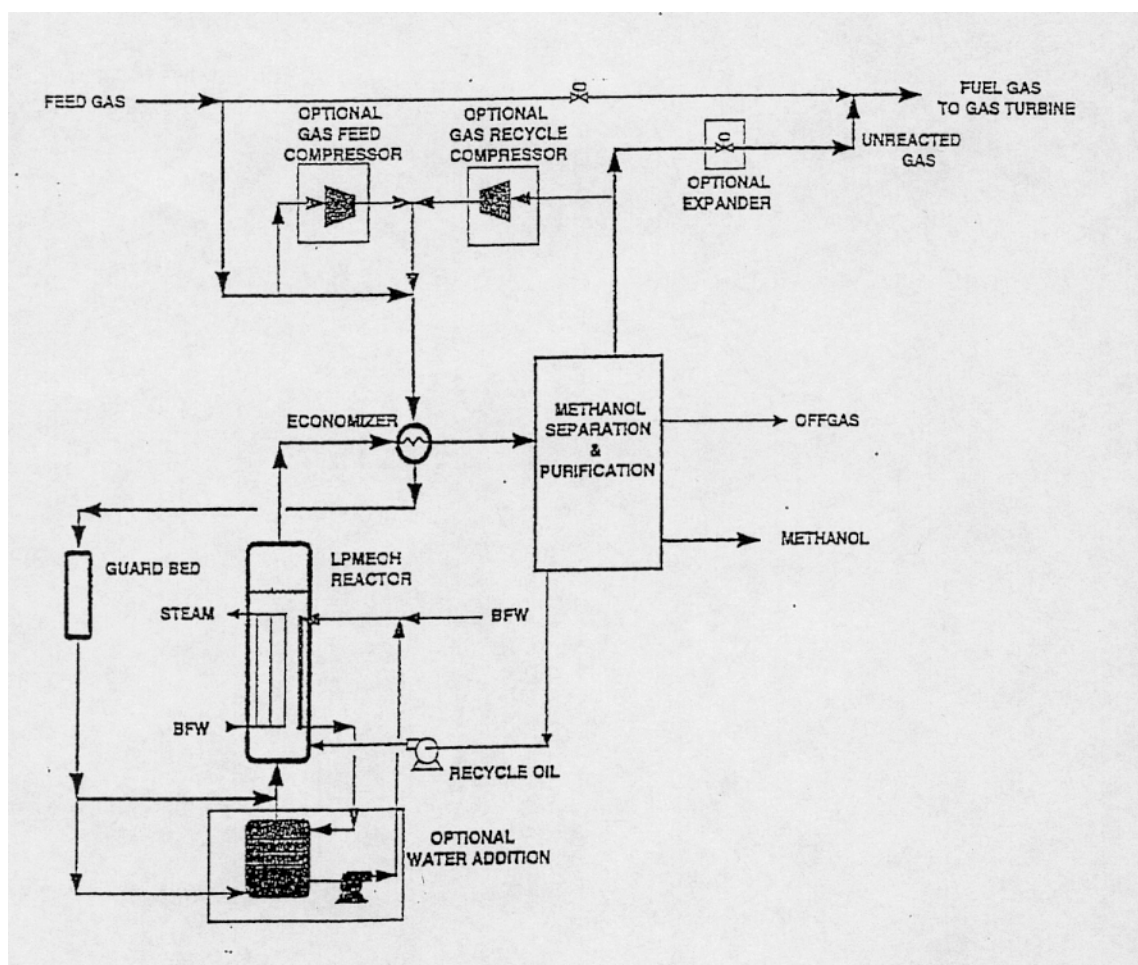 FEED GAS
OPTIONAL
GAS FEED
COMPRESSOR
OPTIONAL
GAS RECYCLE
COMPRESSOR
FUEL GAS
TO GAS TURBINE
UNREACTED
GAS
OPTIONAL
EXPANDER
ECONOMIZER
METHANOL
SEPARATION
&
PURIFICATION
OFFGAS
METHANOL
GUARD BED
LPMEOH
REACTOR
STEAM
BFW
BFW
RECYCLE OIL
OPTIONAL
WATER ADDITION